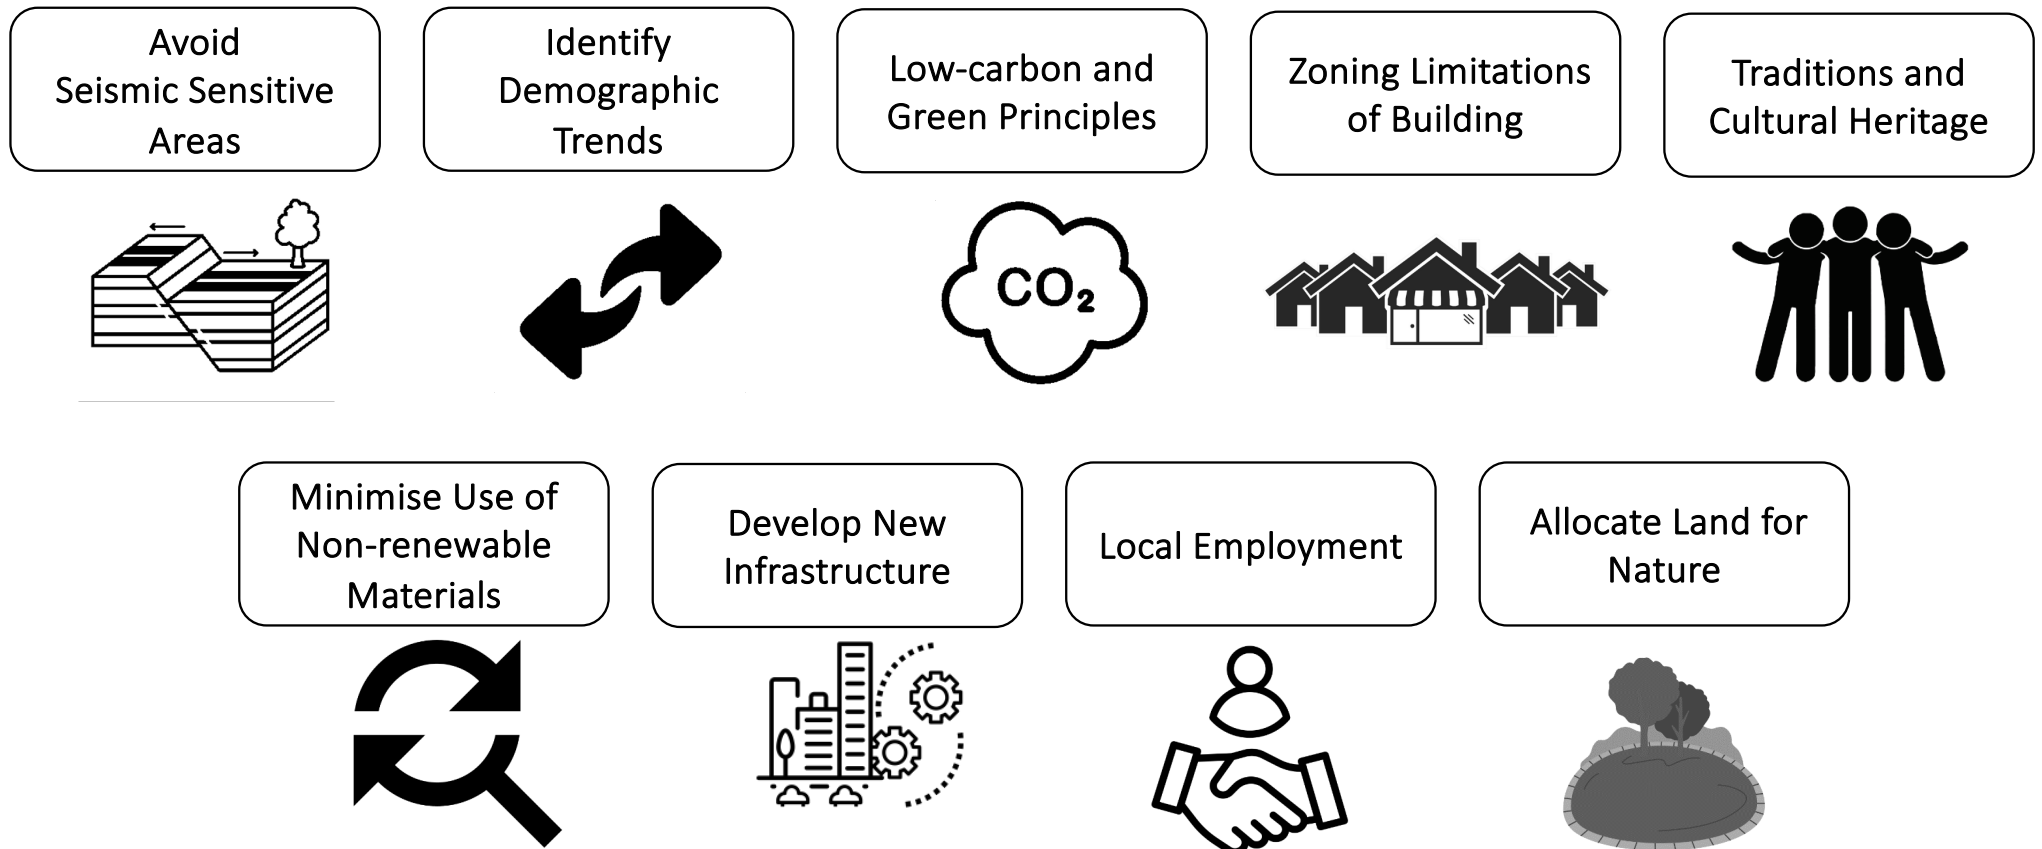 Avoid
Seismic Sensitive
Areas
Identify
Demographic
Trends
Low-carbon and
Green Principles
Zoning Limitations
of Building
Traditions and
Cultural Heritage
CO₂
Minimise Use of
Non-renewable
Materials
Develop New
Infrastructure
Local Employment
Allocate Land for
Nature